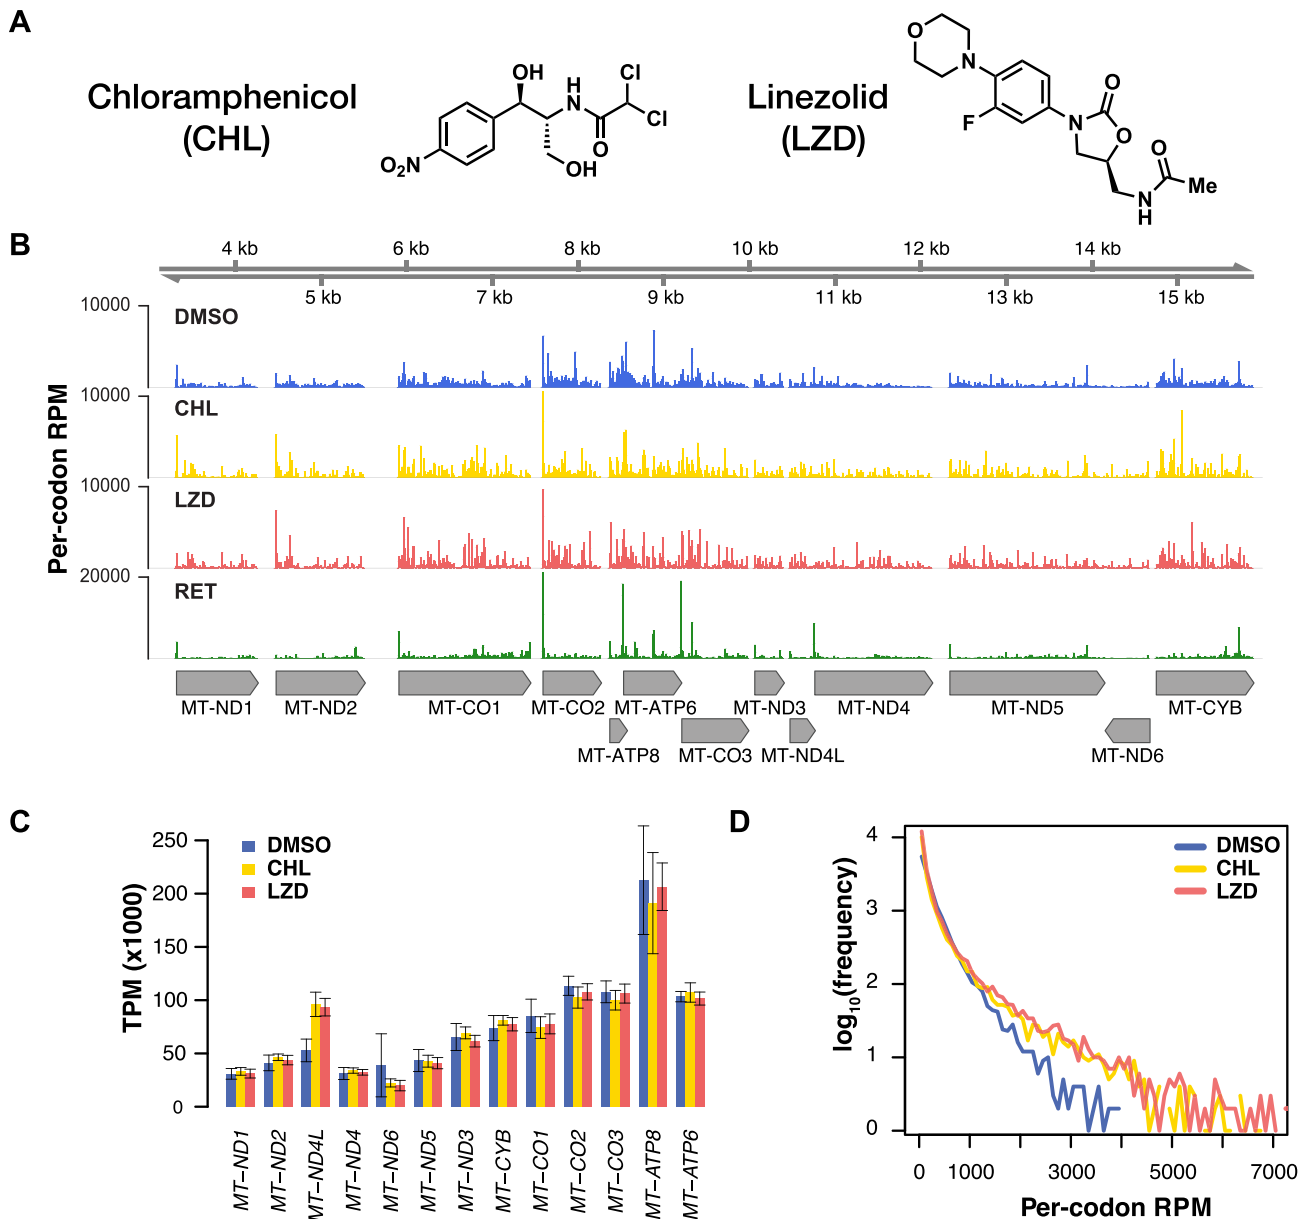 A
Chloramphenicol
(CHL)
OH
H
N
Cl
Cl
O
OH
O2N
Linezolid
(LZD)
O
N
F
O
N
O
O
N
H
Me
B
4 kb
6 kb
8 kb
10 kb
12 kb
14 kb
5 kb
7 kb
9 kb
11 kb
13 kb
15 kb
Per-codon RPM
10000
DMSO
10000
CHL
10000
LZD
20000
RET
MT-ND1
MT-ND2
MT-CO1
MT-CO2
MT-ATP6
MT-ND3
MT-ND4
MT-ND5
MT-CYB
MT-ATP8
MT-CO3
MT-ND4L
MT-ND6
C
TPM (x1000)
250
200
150
100
50
0
DMSO
CHL
LZD
MT-ND1
MT-ND2
MT-ND4L
MT-ND4
MT-ND6
MT-ND5
MT-ND3
MT-CYB
MT-CO1
MT-CO2
MT-CO3
MT-ATP8
MT-ATP6
D
log10(frequency)
4
3
2
1
0
DMSO
CHL
LZD
0
1000
3000
5000
7000
Per-codon RPM